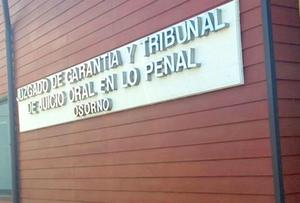 JUZGADO DE GARANTIA Y TRIBUNAL
DE JUICIO ORAL EN LO PENAL
OSORNO